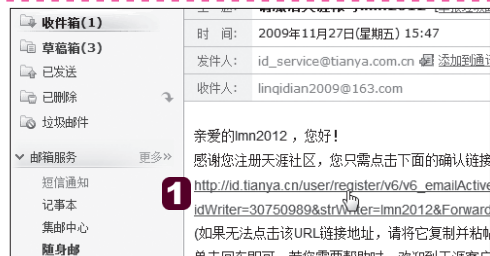 收件箱(1)
草稿箱(3)
已发送
已删除
垃圾邮件
邮箱服务 更多>>
短信通知
记事本
集邮中心
随身邮
时 间： 2009年11月27日(星期五) 15:47
发件人： id_service@tianya.com.cn 添加到通
收件人： linqidian2009@163.com
亲爱的lmn2012 ，您好！
感谢您注册天涯社区，您只需点击下面的确认链接
1 http://id.tianya.cn/user/register/v6/v6_emailActive
idWriter=30750989&strWriter=lmn2012&Forward
(如果无法点击该URL链接地址，请将它复制并粘帖